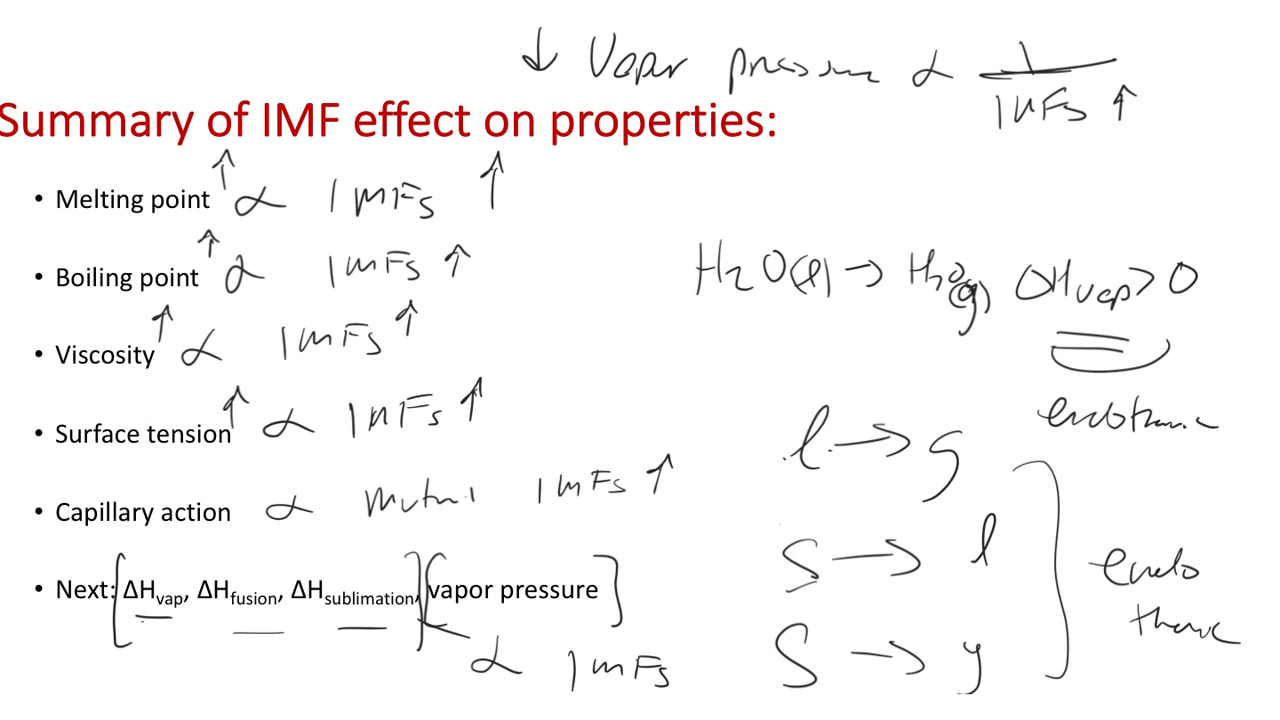 ↓ Vapor pressure ∝ 1/IMFs ↑
Summary of IMF effect on properties:
• Melting point ↑ ∝ IMFs ↑
• Boiling point ↑ ∝ IMFs ↑
H2O(l) → H2O(g) ΔHvap > 0
• Viscosity ↑ ∝ IMFs ↑
endothermic
• Surface tension ↑ ∝ IMFs ↑
l → g
• Capillary action ∝ mutual IMFs ↑
S → l
endothermic
• Next: [ΔHvap, ΔHfusion, ΔHsublimation,] [vapor pressure]
∝ IMFs
S → g